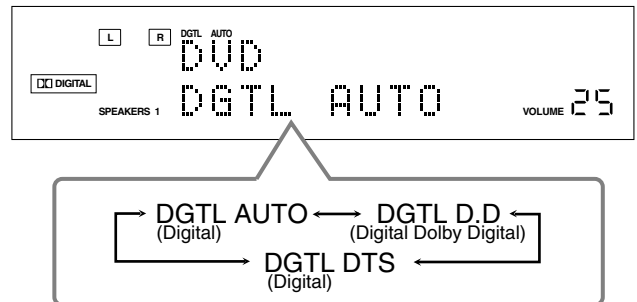 L R DGTL AUTO
DVD
DIGITAL
SPEAKERS 1 DGTL AUTO VOLUME 25
DGTL AUTO DGTL D.D
(Digital) (Digital Dolby Digital)
DGTL DTS
(Digital)